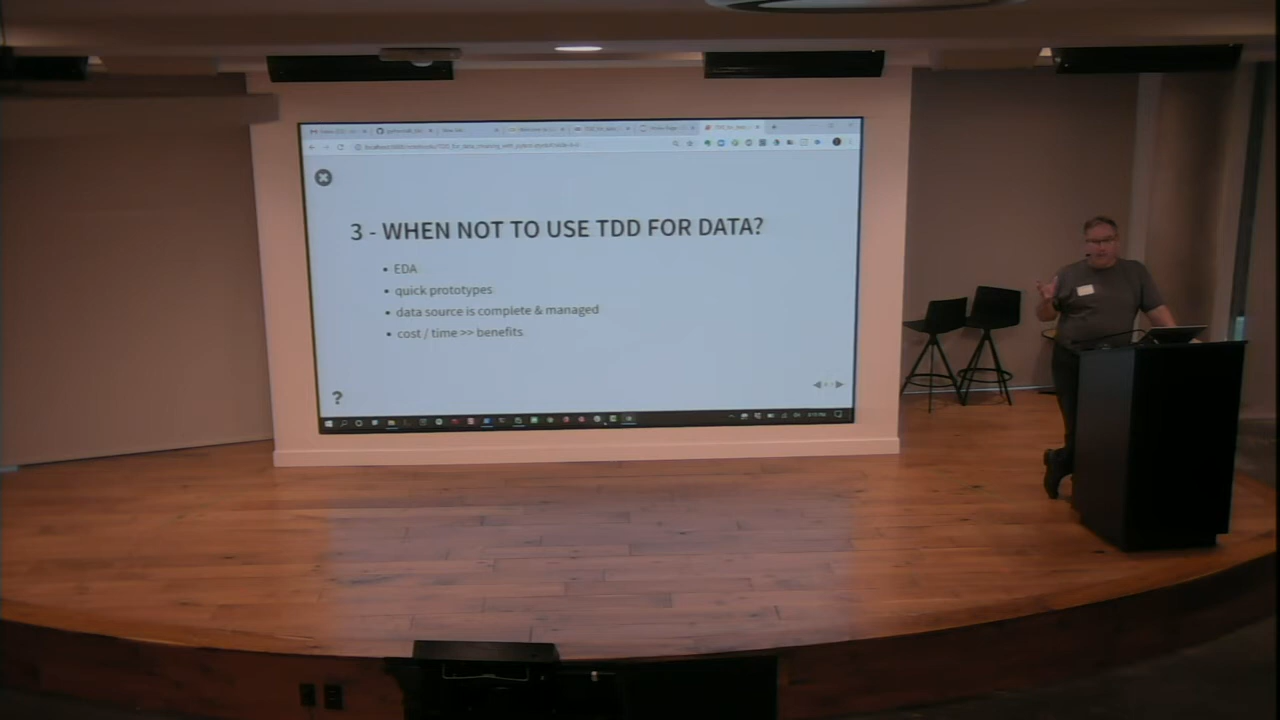 3 - WHEN NOT TO USE TDD FOR DATA?
• EDA
• quick prototypes
• data source is complete & managed
• cost / time >> benefits
?